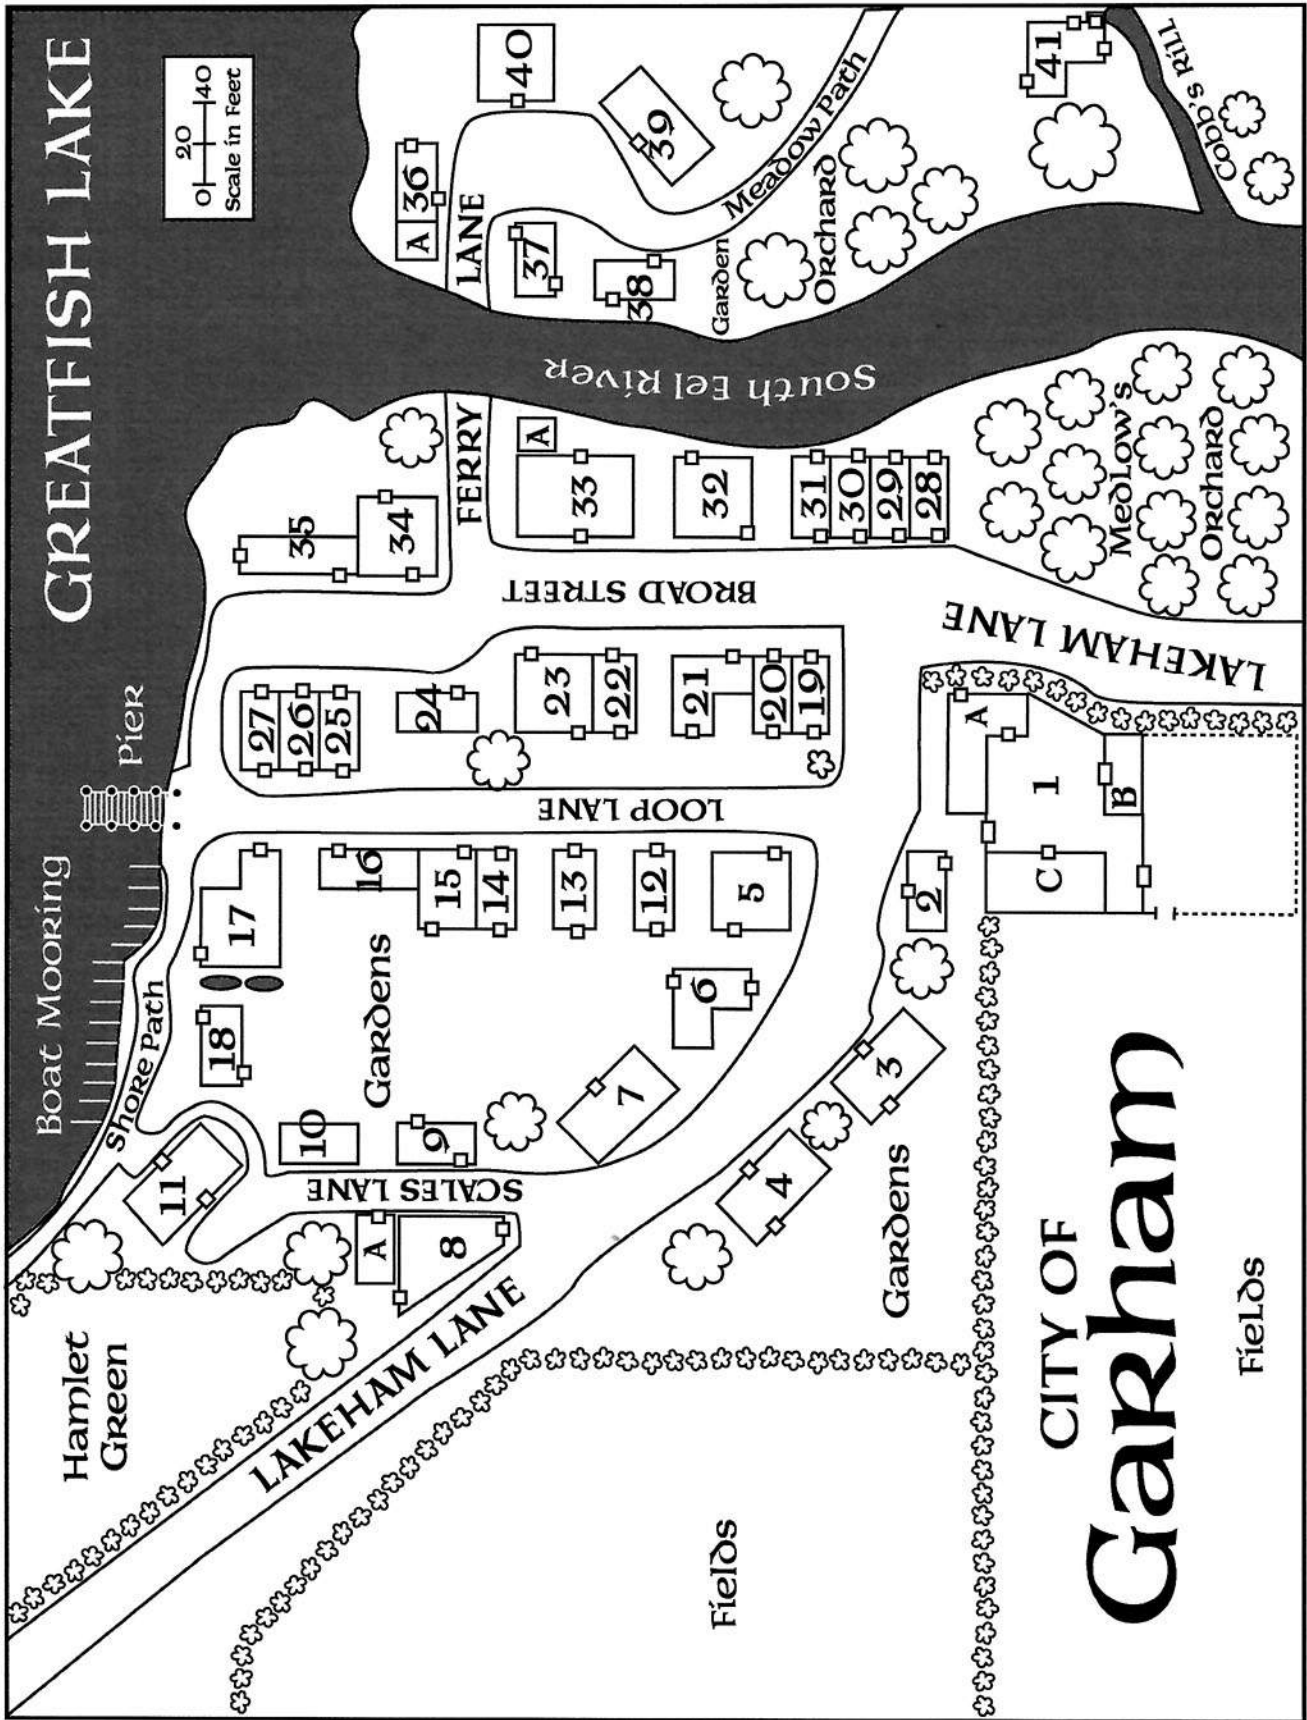 GREATFISH LAKE
0 20 40
Scale in Feet
Boat Mooring
Pier
Shore Path
Hamlet
Green
LAKEHAM LANE
SCALES LANE
Gardens
LOOP LANE
BROAD STREET
FERRY
LANE
South Eel River
Meadow Path
Garden
Orchard
Cobb's Rill
Medlow's
Orchard
LAKEHAM LANE
Gardens
Fields
Fields
CITY OF
Garham
1
A
B
C
2
3
4
5
6
7
8
A
9
10
11
12
13
14
15
16
17
18
19
20
21
22
23
24
25
26
27
28
29
30
31
32
33
A
34
35
36
A
37
38
39
40
41